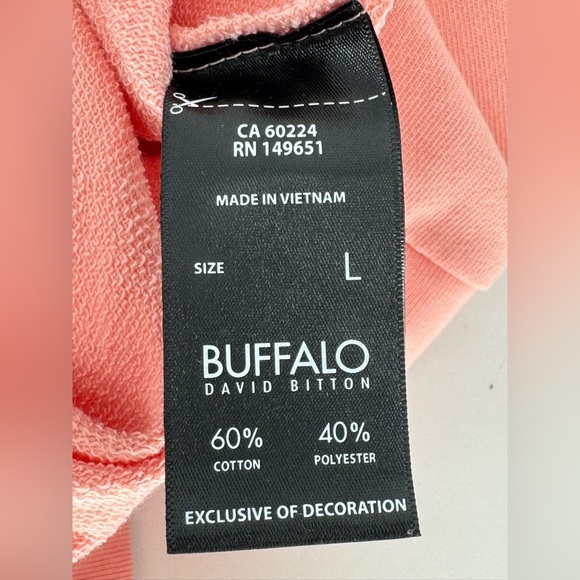 CA 60224
RN 149651
MADE IN VIETNAM
SIZE L
BUFFALO
DAVID BITTON
60% 40%
COTTON POLYESTER
EXCLUSIVE OF DECORATION